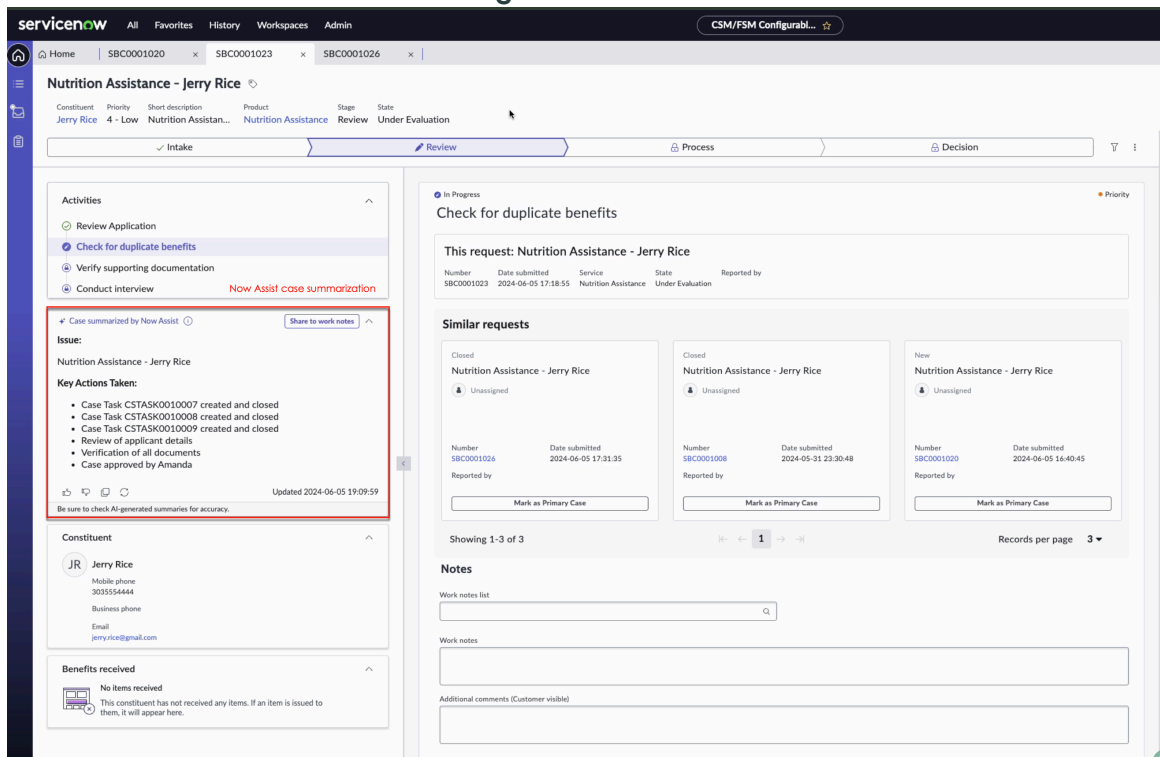 servicenow All Favorites History Workspaces Admin CSM/FSM Configurabl...
Home SBC0001020 × SBC0001023 × SBC0001026 ×
Nutrition Assistance - Jerry Rice
Constituent Priority Short description Product Stage State
Jerry Rice 4 - Low Nutrition Assistan... Nutrition Assistance Review Under Evaluation
Intake Review Process Decision
Activities
Review Application
Check for duplicate benefits
Verify supporting documentation
Conduct interview
Now Assist case summarization
Case summarized by Now Assist Share to work notes
Issue:
Nutrition Assistance - Jerry Rice
Key Actions Taken:
• Case Task CSTASK0010007 created and closed
• Case Task CSTASK0010008 created and closed
• Case Task CSTASK0010009 created and closed
• Review of applicant details
• Verification of all documents
• Case approved by Amanda
Updated 2024-06-05 19:09:59
Be sure to check AI-generated summaries for accuracy.
Constituent
JR Jerry Rice
Mobile phone
3035554444
Business phone
Email
jerry.rice@gmail.com
Benefits received
No items received
This constituent has not received any items. If an item is issued to
them, it will appear here.
In Progress Priority
Check for duplicate benefits
This request: Nutrition Assistance - Jerry Rice
Number Date submitted Service State Reported by
SBC0001023 2024-06-05 17:18:55 Nutrition Assistance Under Evaluation
Similar requests
Closed
Nutrition Assistance - Jerry Rice
Unassigned
Number Date submitted
SBC0001026 2024-06-05 17:31:35
Reported by
Mark as Primary Case
Closed
Nutrition Assistance - Jerry Rice
Unassigned
Number Date submitted
SBC0001008 2024-05-31 23:30:48
Reported by
Mark as Primary Case
New
Nutrition Assistance - Jerry Rice
Unassigned
Number Date submitted
SBC0001020 2024-06-05 16:40:45
Reported by
Mark as Primary Case
Showing 1-3 of 3 1 Records per page 3
Notes
Work notes list
Work notes
Additional comments (Customer visible)